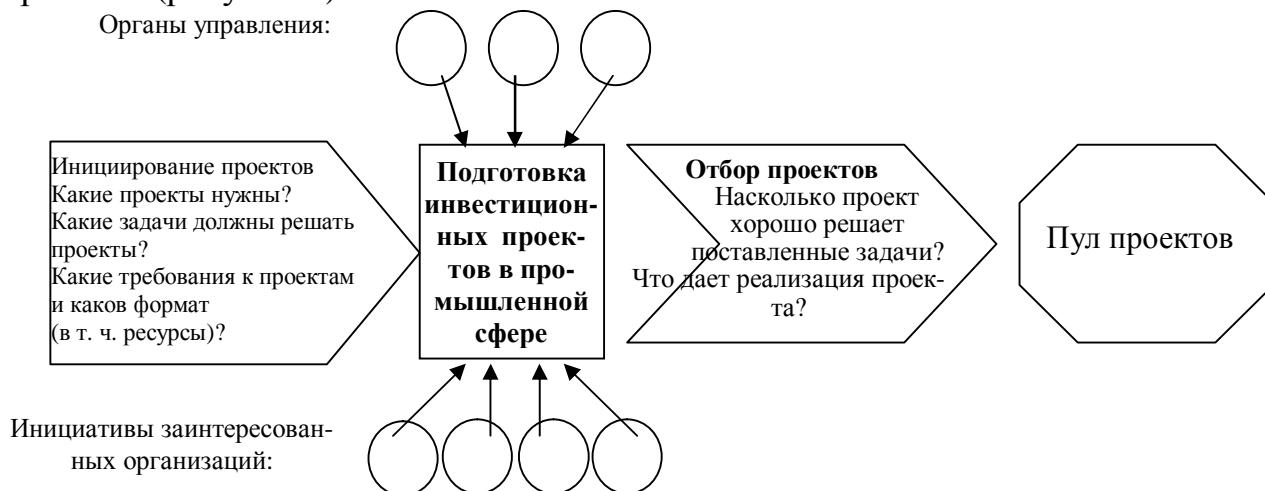 Органы управления:
Инициирование проектов
Какие проекты нужны?
Какие задачи должны решать
проекты?
Какие требования к проектам
и каков формат
(в т. ч. ресурсы)?
Подготовка
инвестицион-
ных проек-
тов в про-
мышленной
сфере
Отбор проектов
Насколько проект
хорошо решает
поставленные задачи?
Что дает реализация проек-
та?
Пул проектов
Инициативы заинтересован-
ных организаций: